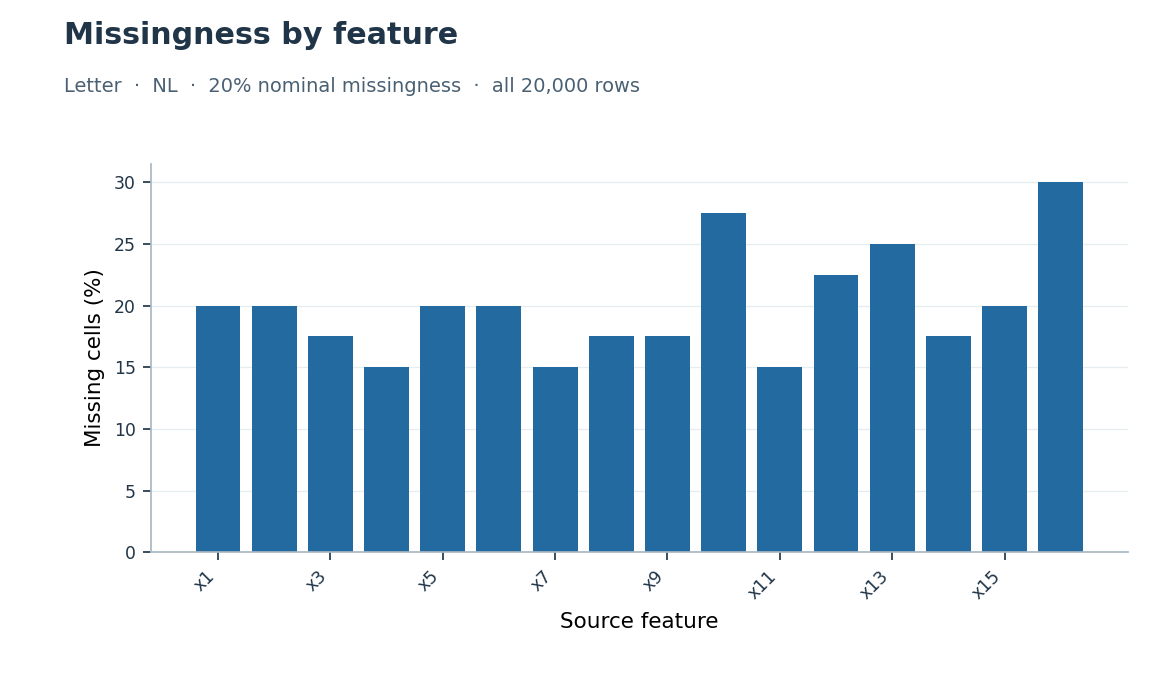 Missingness by feature
Letter · NL · 20% nominal missingness · all 20,000 rows
30
25
20
15
10
5
0
Missing cells (%)
x1 x3 x5 x7 x9 x11 x13 x15
Source feature